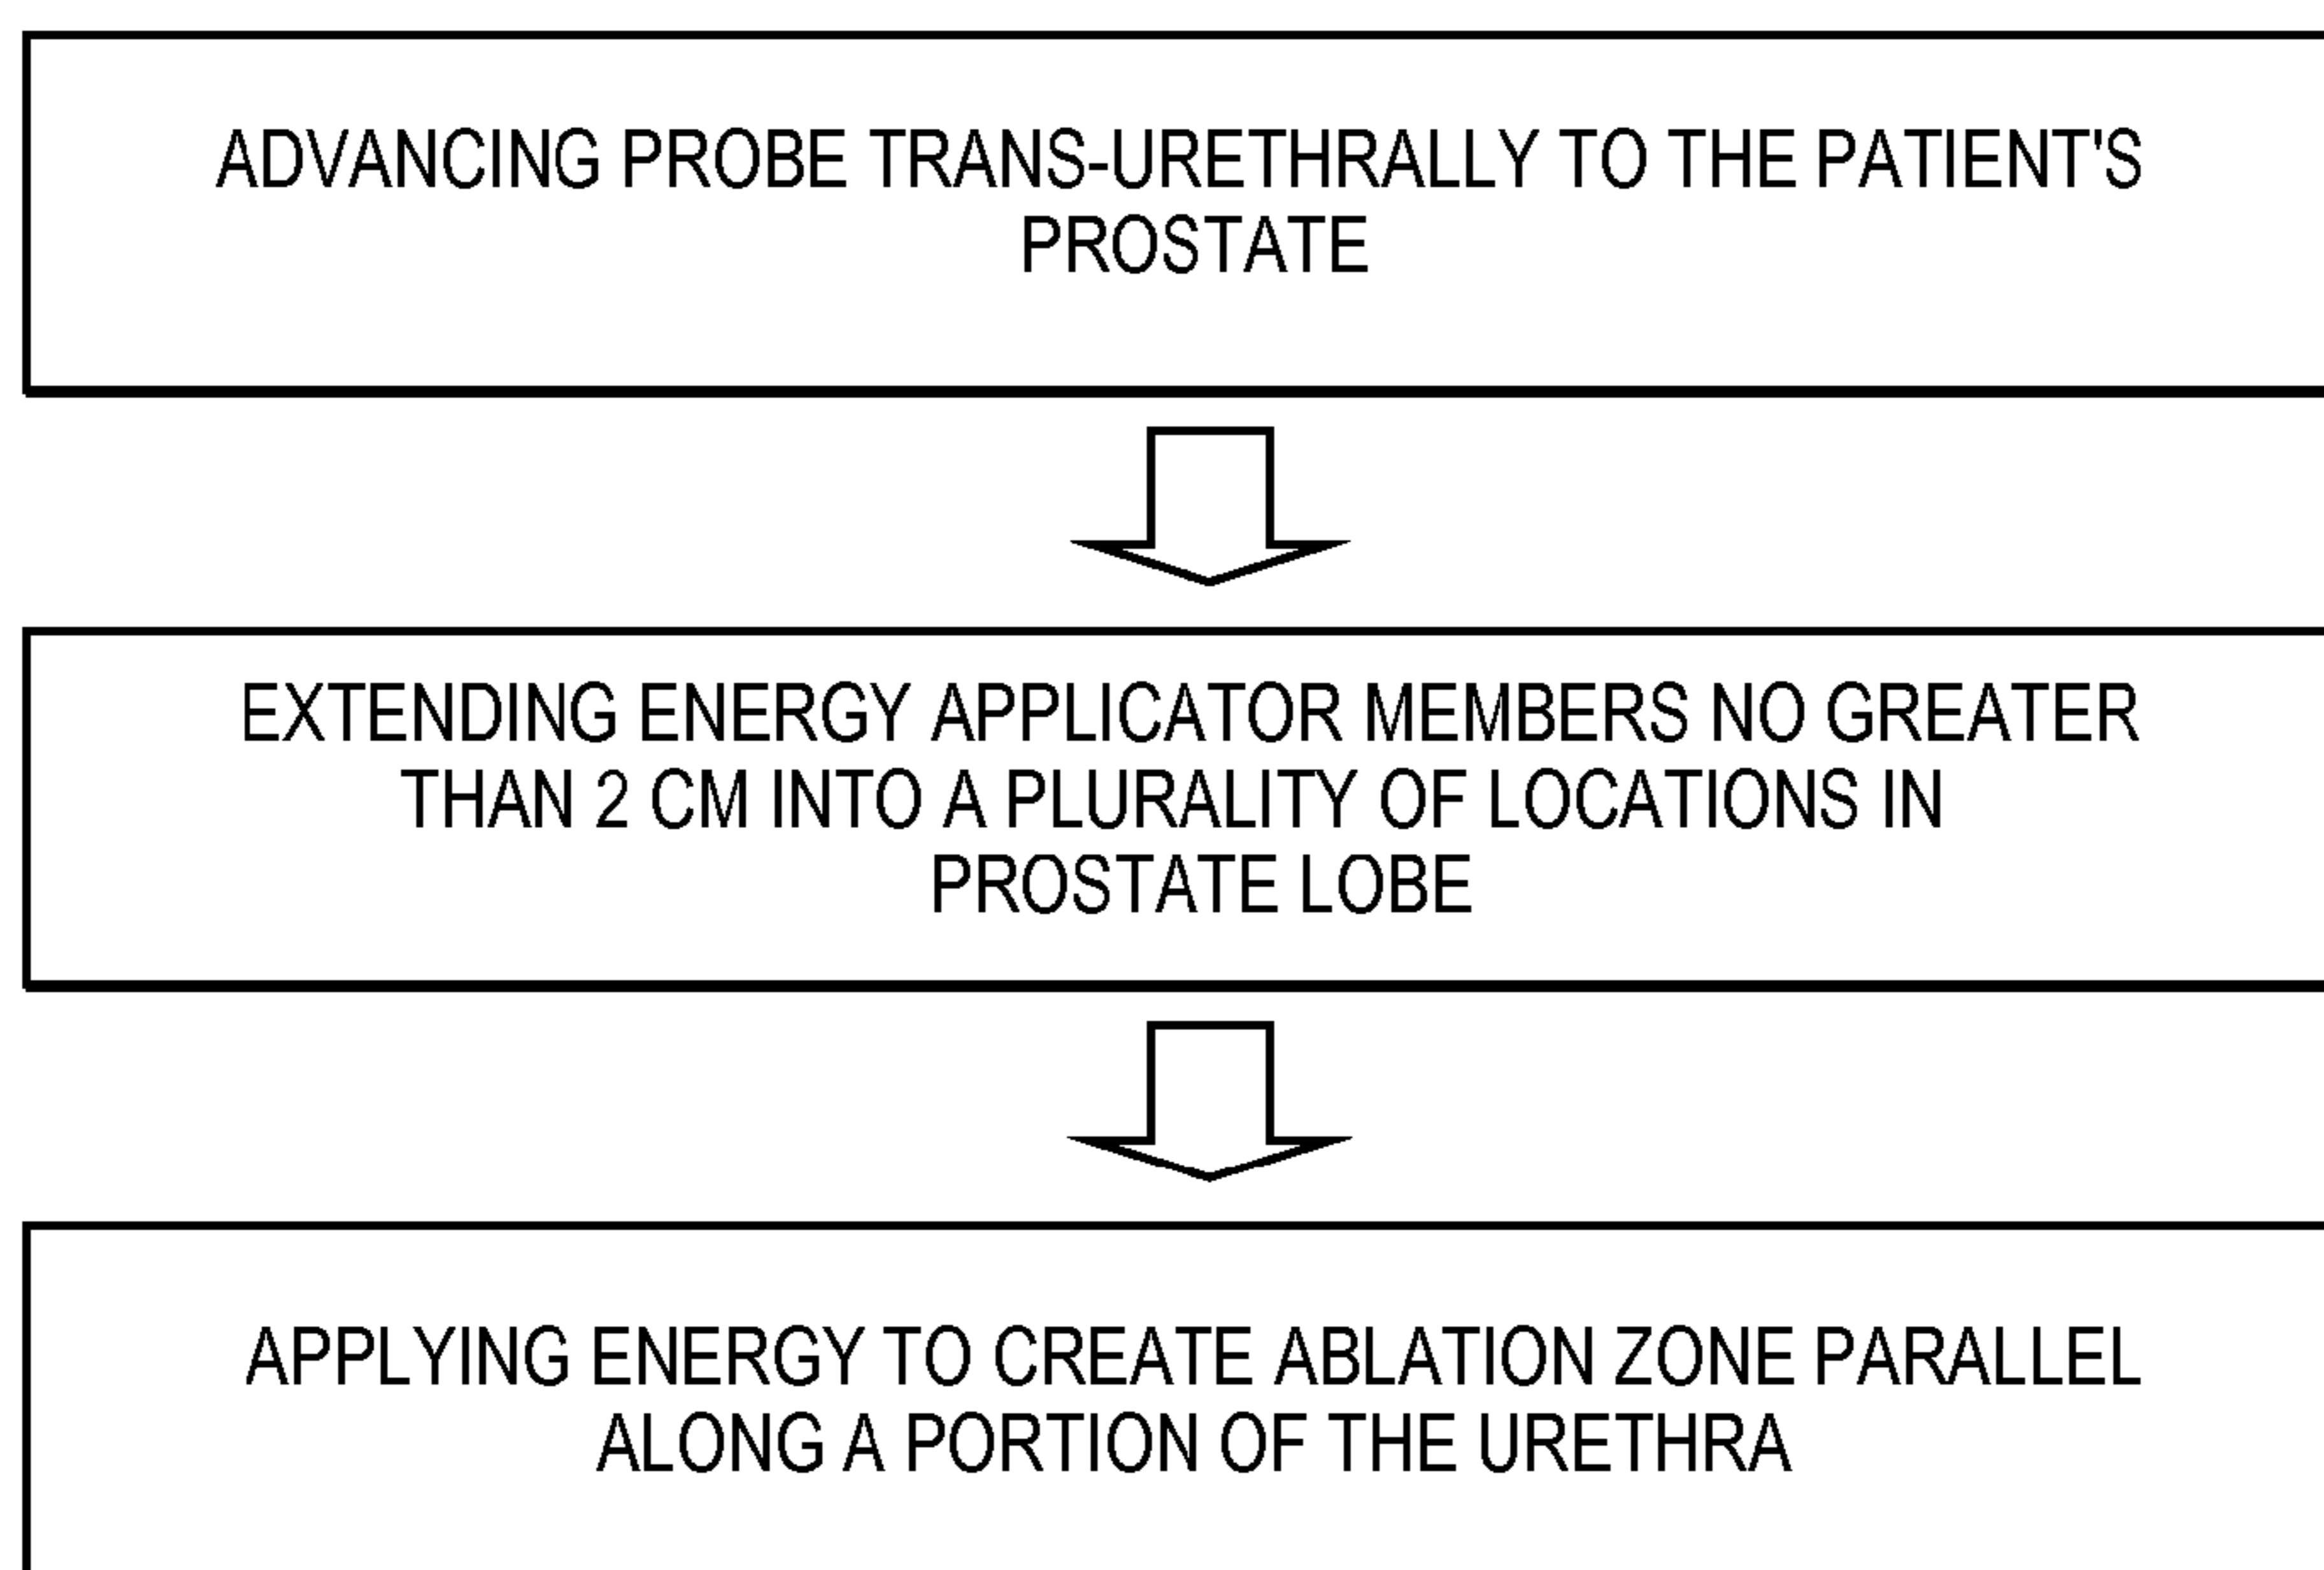 ADVANCING PROBE TRANS-URETHRALLY TO THE PATIENT'S
PROSTATE
EXTENDING ENERGY APPLICATOR MEMBERS NO GREATER
THAN 2 CM INTO A PLURALITY OF LOCATIONS IN
PROSTATE LOBE
APPLYING ENERGY TO CREATE ABLATION ZONE PARALLEL
ALONG A PORTION OF THE URETHRA